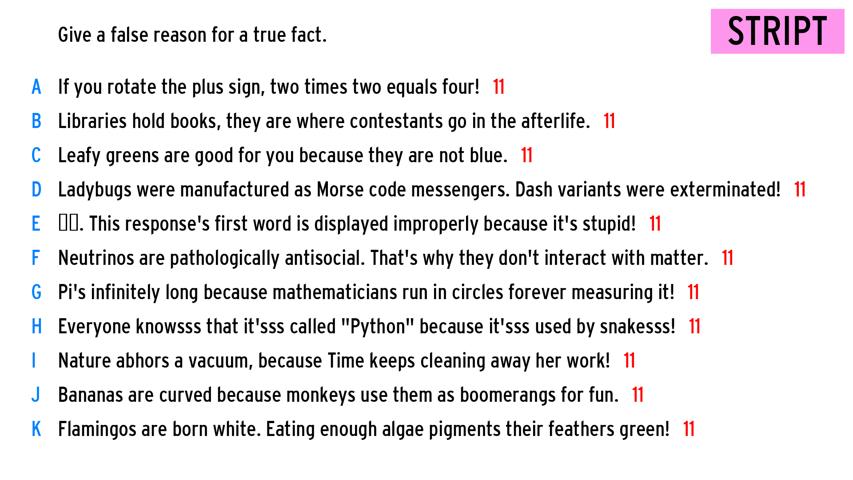 Give a false reason for a true fact.
STRIPT
A If you rotate the plus sign, two times two equals four! 11
B Libraries hold books, they are where contestants go in the afterlife. 11
C Leafy greens are good for you because they are not blue. 11
D Ladybugs were manufactured as Morse code messengers. Dash variants were exterminated! 11
E ▯▯. This response's first word is displayed improperly because it's stupid! 11
F Neutrinos are pathologically antisocial. That's why they don't interact with matter. 11
G Pi's infinitely long because mathematicians run in circles forever measuring it! 11
H Everyone knowsss that it'sss called "Python" because it'sss used by snakesss! 11
I Nature abhors a vacuum, because Time keeps cleaning away her work! 11
J Bananas are curved because monkeys use them as boomerangs for fun. 11
K Flamingos are born white. Eating enough algae pigments their feathers green! 11